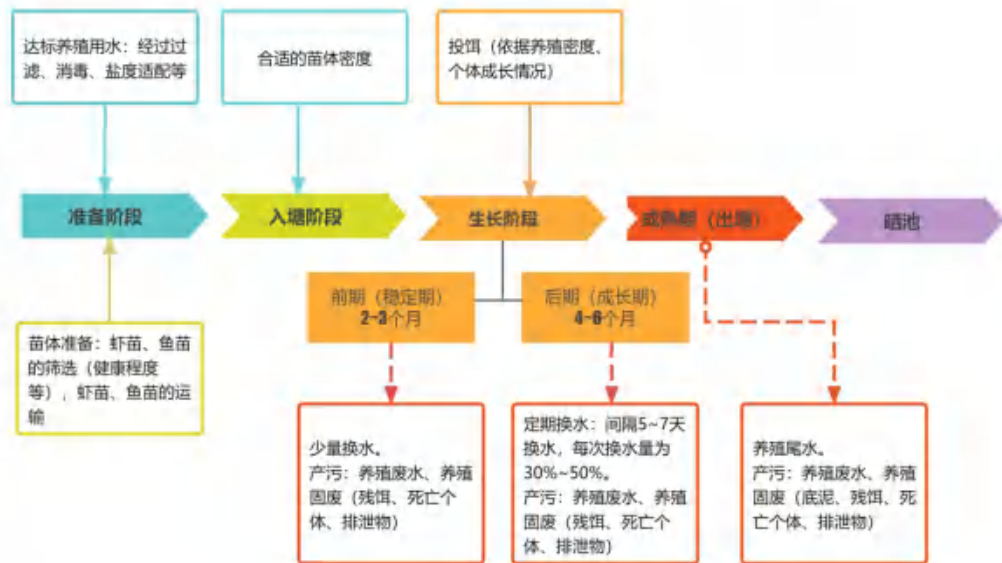 达标养殖用水：经过过
滤、消毒、盐度适配等
合适的苗体密度
投饵（依据养殖密度、
个体成长情况）
准备阶段
入塘阶段
生长阶段
成熟期（出塘）
晒池
前期（稳定期）
2~3个月
后期（成长期）
4~6个月
苗体准备：虾苗、鱼苗
的筛选（健康程度
等），虾苗、鱼苗的运
输
少量换水。
产污：养殖废水、养殖
固废（残饵、死亡个
体、排泄物）
定期换水：间隔5~7天
换水，每次换水量为
30%~50%。
产污：养殖废水、养殖
固废（残饵、死亡个
体、排泄物）
养殖尾水。
产污：养殖废水、养殖
固废（底泥、残饵、死
亡个体、排泄物）